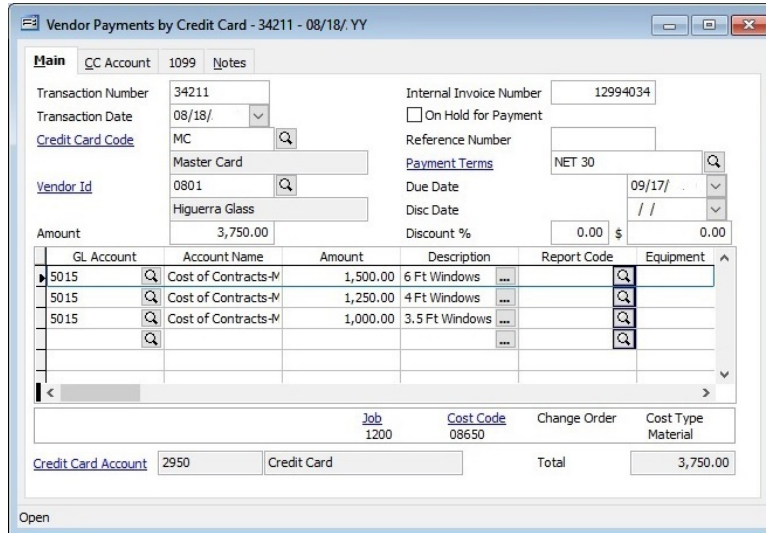 Vendor Payments by Credit Card - 34211 - 08/18/. YY
Main CC Account 1099 Notes
Transaction Number 34211 Internal Invoice Number 12994034
Transaction Date 08/18/. On Hold for Payment
Credit Card Code MC Reference Number
Master Card Payment Terms NET 30
Vendor Id 0801 Due Date 09/17/
Higuerra Glass Disc Date / /
Amount 3,750.00 Discount % 0.00 $ 0.00
GL Account Account Name Amount Description Report Code Equipment
5015 Cost of Contracts-M 1,500.00 6 Ft Windows ...
5015 Cost of Contracts-M 1,250.00 4 Ft Windows ...
5015 Cost of Contracts-M 1,000.00 3.5 Ft Windows ...
...
Job Cost Code Change Order Cost Type
1200 08650 Material
Credit Card Account 2950 Credit Card Total 3,750.00
Open